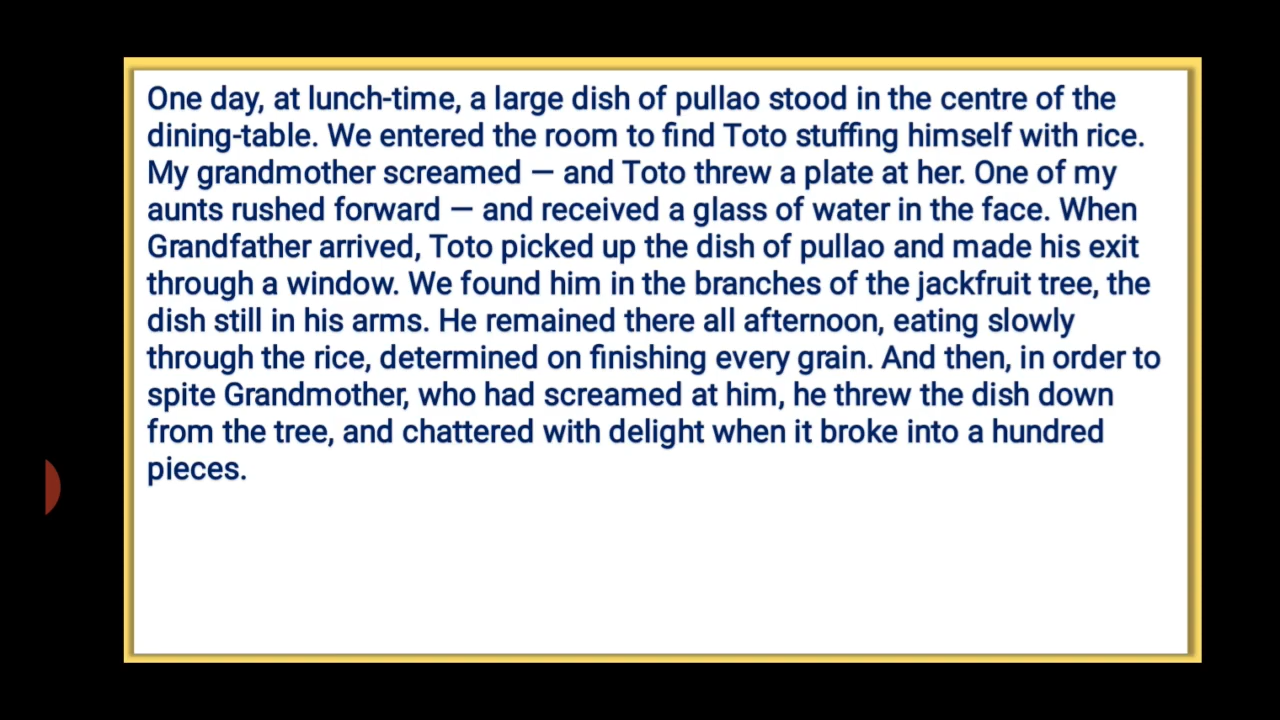 One day, at lunch-time, a large dish of pullao stood in the centre of the
dining-table. We entered the room to find Toto stuffing himself with rice.
My grandmother screamed — and Toto threw a plate at her. One of my
aunts rushed forward — and received a glass of water in the face. When
Grandfather arrived, Toto picked up the dish of pullao and made his exit
through a window. We found him in the branches of the jackfruit tree, the
dish still in his arms. He remained there all afternoon, eating slowly
through the rice, determined on finishing every grain. And then, in order to
spite Grandmother, who had screamed at him, he threw the dish down
from the tree, and chattered with delight when it broke into a hundred
pieces.